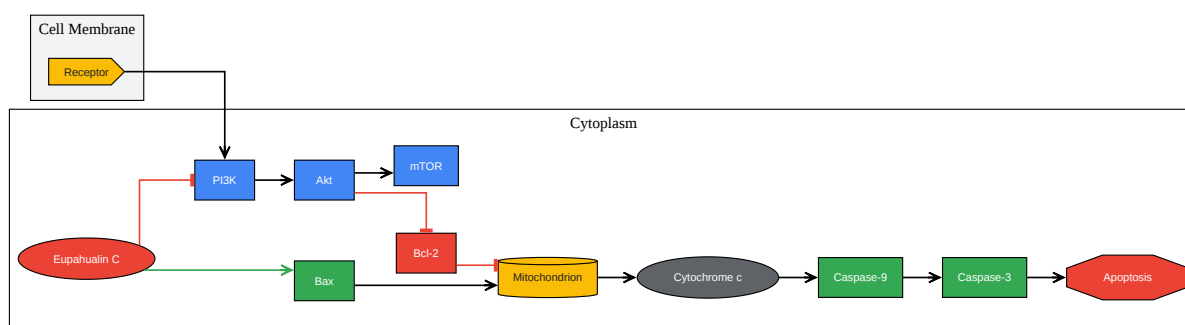 Cell Membrane
Receptor
Cytoplasm
PI3K
Akt
mTOR
Eupahualin C
Bcl-2
Bax
Mitochondrion
Cytochrome c
Caspase-9
Caspase-3
Apoptosis